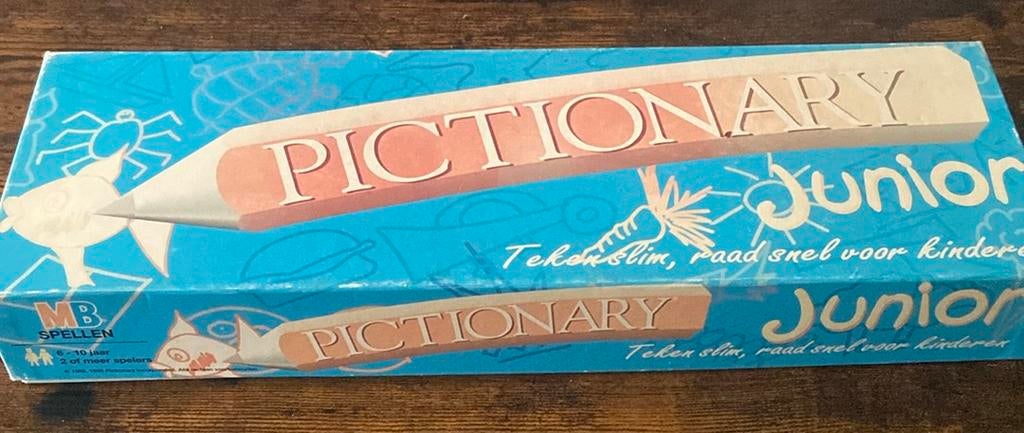 PICTIONARY
Junior
Teken slim, raad snel voor kindere
MB
SPELLEN
6 - 10 jaar
2 of meer spelers
PICTIONARY
Junior
Teken slim, raad snel voor kinderen